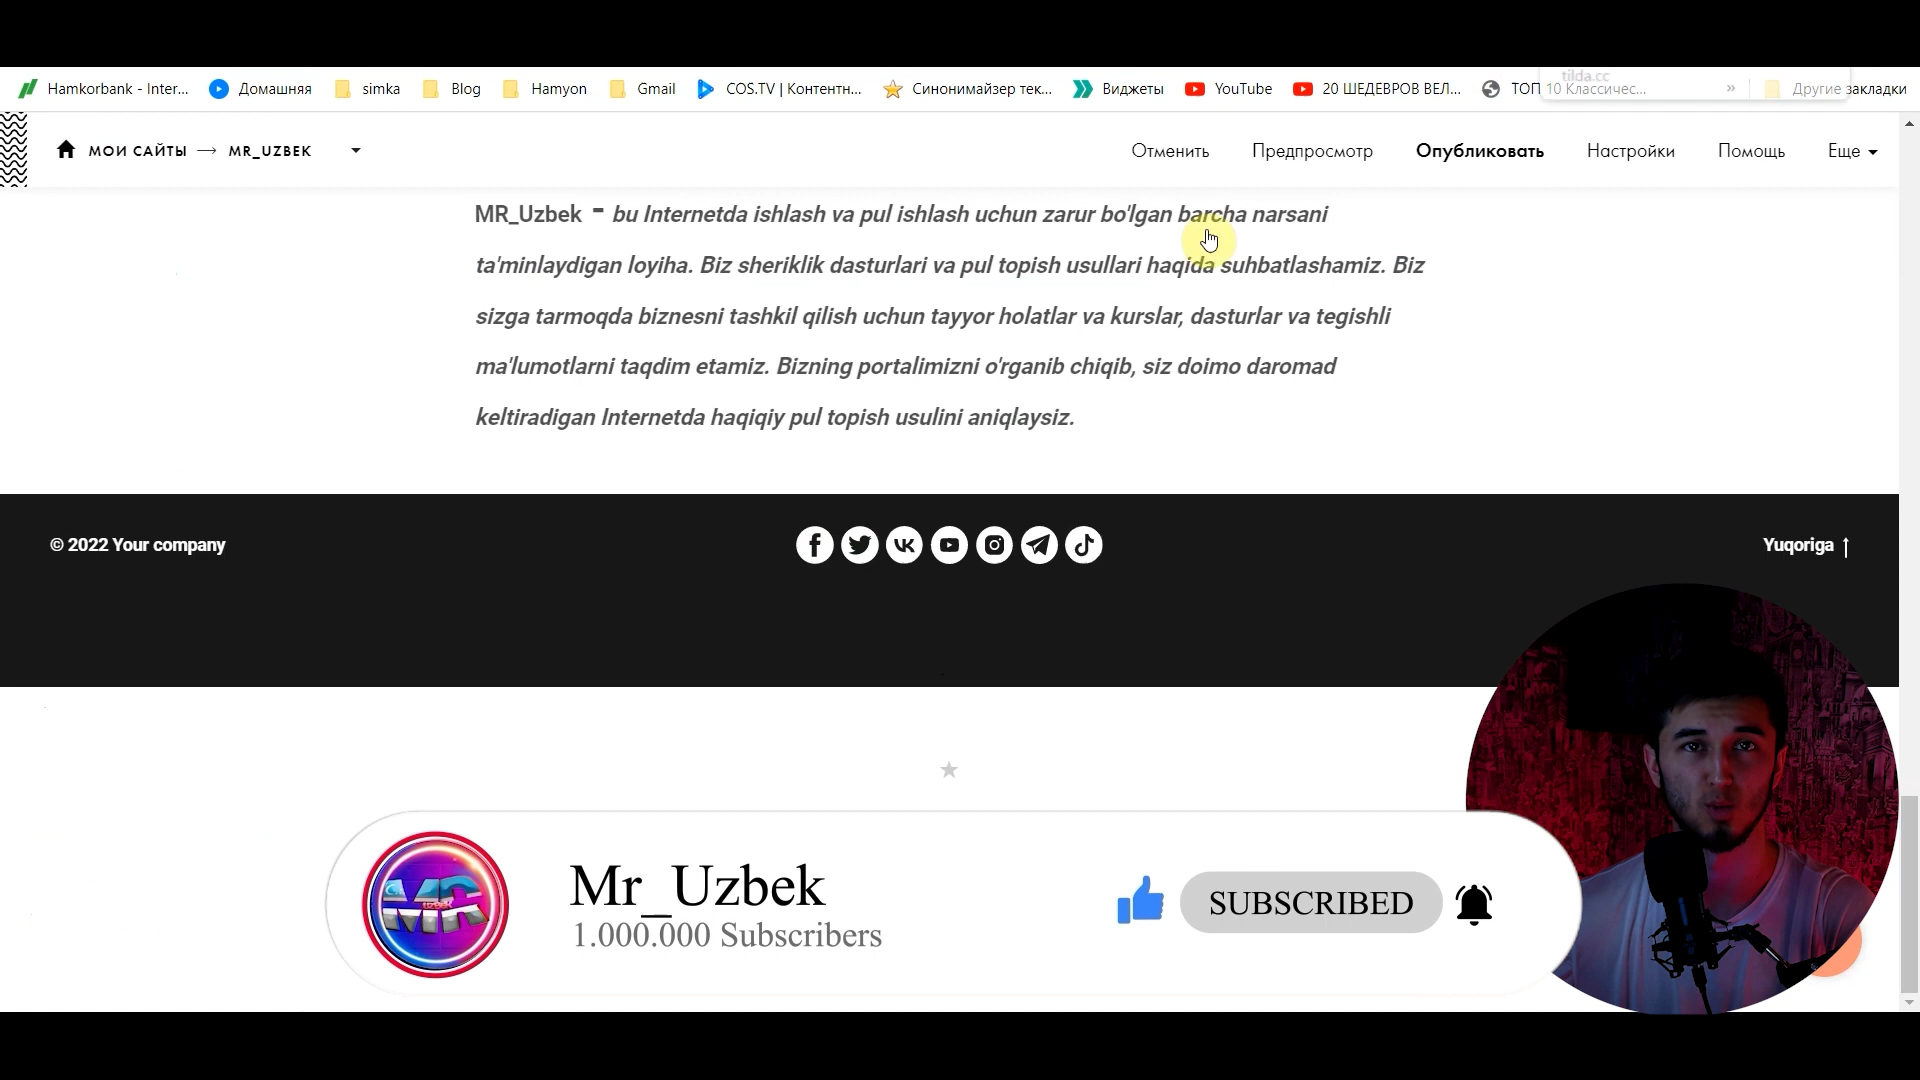 tilda.cc
Hamkorbank - Inter... Домашняя simka Blog Hamyon Gmail COS.TV | Контентн... Синонимайзер тек... Виджеты YouTube 20 ШЕДЕВРОВ ВЕЛ... ТОП 10 Классичес... » Другие закладки
МОИ САЙТЫ → MR_UZBEK Отменить Предпросмотр Опубликовать Настройки Помощь Еще
MR_Uzbek - bu Internetda ishlash va pul ishlash uchun zarur bo'lgan barcha narsani
ta'minlaydigan loyiha. Biz sheriklik dasturlari va pul topish usullari haqida suhbatlashamiz. Biz
sizga tarmoqda biznesni tashkil qilish uchun tayyor holatlar va kurslar, dasturlar va tegishli
ma'lumotlarni taqdim etamiz. Bizning portalimizni o'rganib chiqib, siz doimo daromad
keltiradigan Internetda haqiqiy pul topish usulini aniqlaysiz.
© 2022 Your company Yuqoriga ↑
MR
UZBEK
Mr_Uzbek
1.000.000 Subscribers
SUBSCRIBED